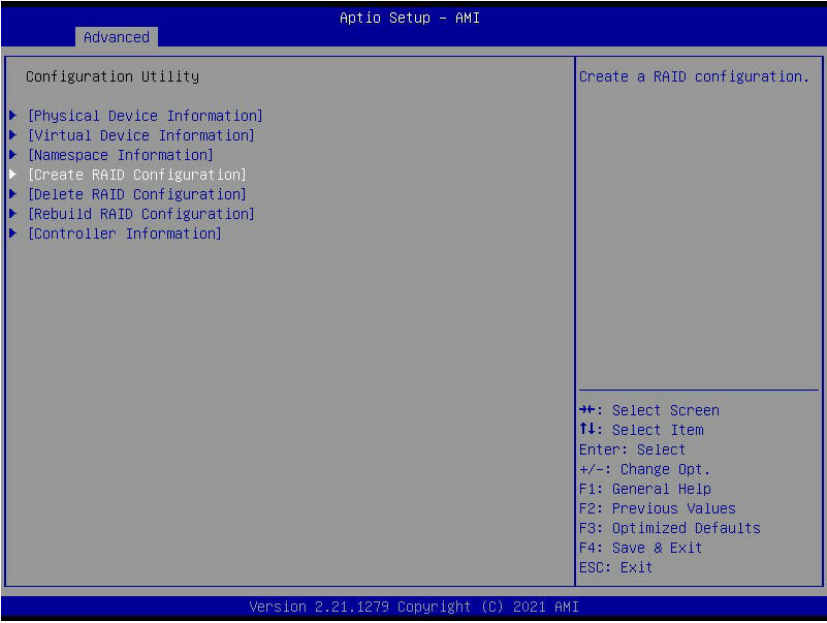 Aptio Setup – AMI
Advanced
Configuration Utility
[Physical Device Information]
[Virtual Device Information]
[Namespace Information]
[Create RAID Configuration]
[Delete RAID Configuration]
[Rebuild RAID Configuration]
[Controller Information]
Create a RAID configuration.
→←: Select Screen
↑↓: Select Item
Enter: Select
+/-: Change Opt.
F1: General Help
F2: Previous Values
F3: Optimized Defaults
F4: Save & Exit
ESC: Exit
Version 2.21.1279 Copyright (C) 2021 AMI